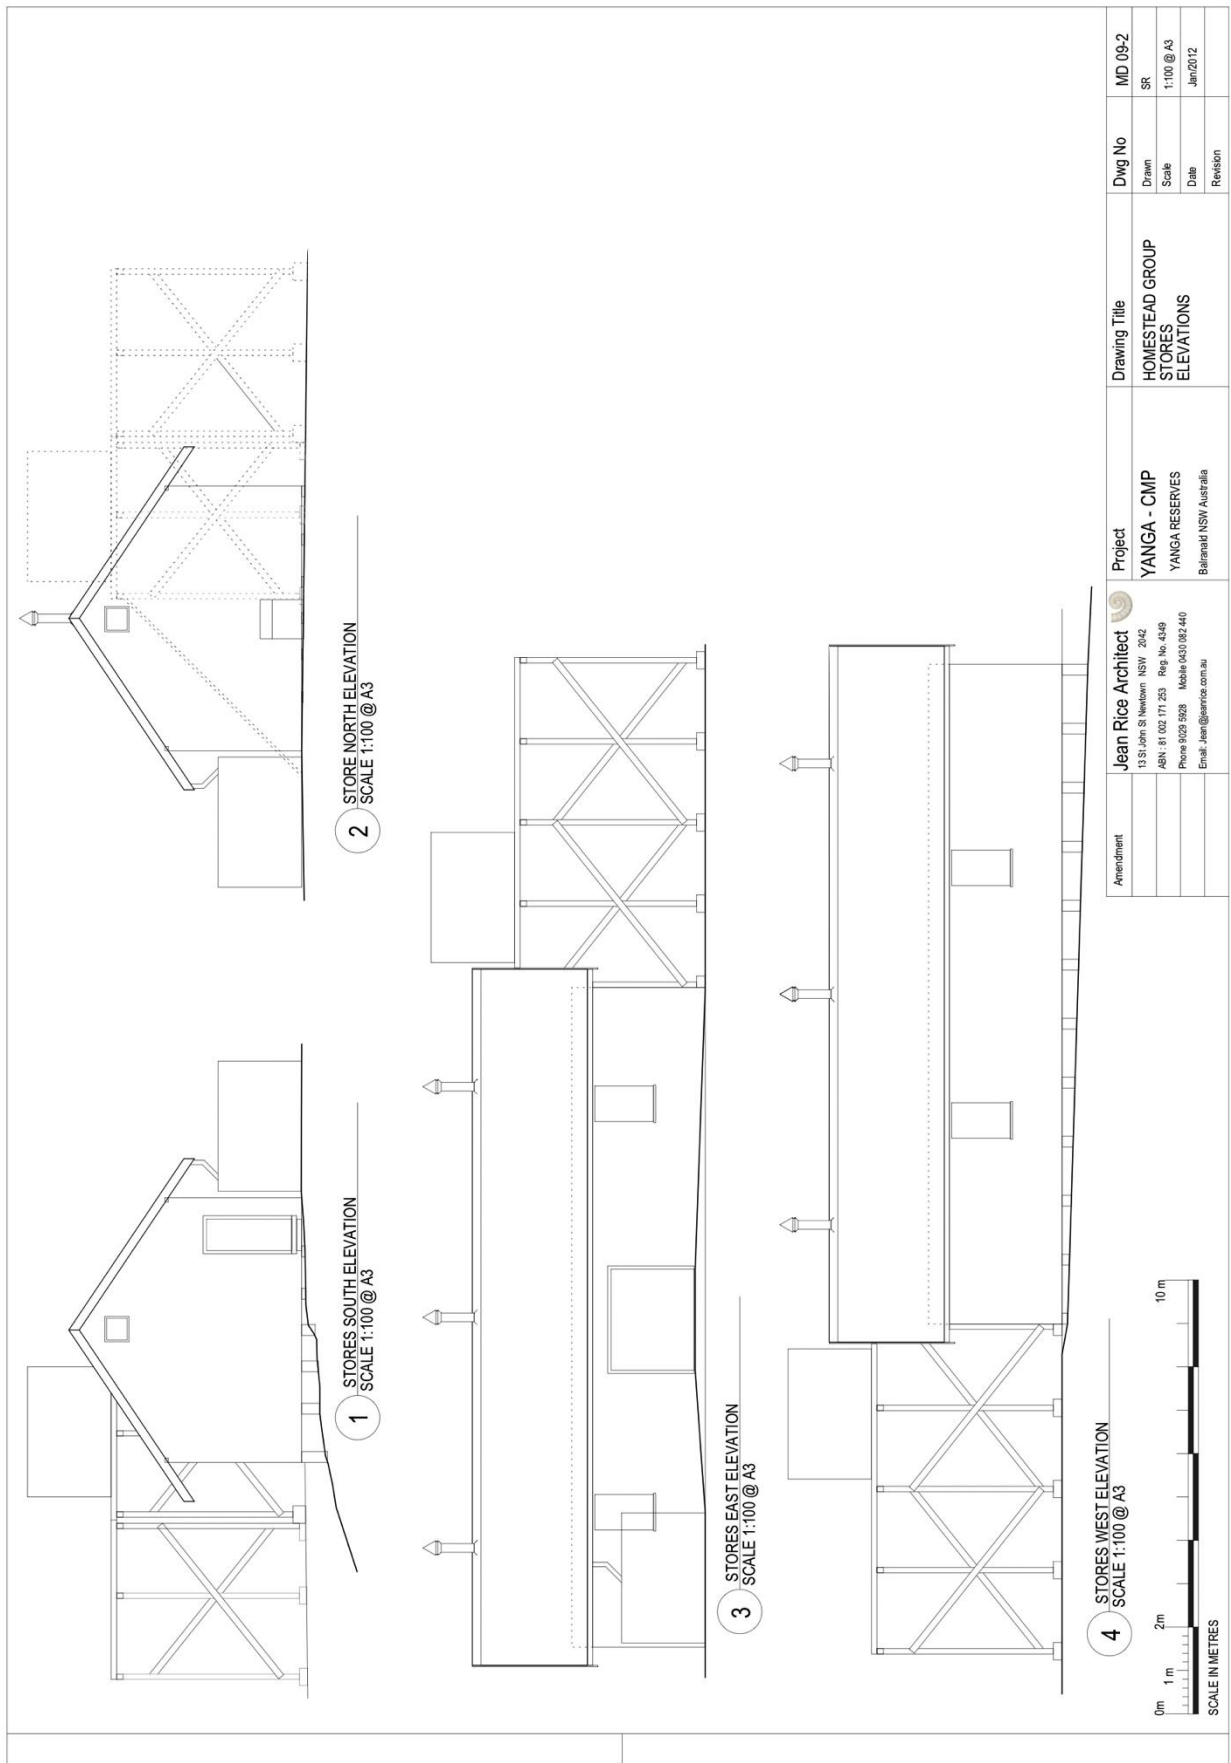 1
STORES SOUTH ELEVATION
SCALE 1:100 @ A3
2
STORE NORTH ELEVATION
SCALE 1:100 @ A3
3
STORES EAST ELEVATION
SCALE 1:100 @ A3
4
STORES WEST ELEVATION
SCALE 1:100 @ A3
0m
1 m
2m
10 m
SCALE IN METRES
Amendment
Jean Rice Architect
13 St John St Newtown NSW 2042
ABN : 81 002 171 253 Reg. No. 4349
Phone 9029 5928 Mobile 0430 082 440
Email: Jean@jeanrice.com.au
Project
YANGA - CMP
YANGA RESERVES
Balranald NSW Australia
Drawing Title
HOMESTEAD GROUP
STORES
ELEVATIONS
Dwg No MD 09-2
Drawn SR
Scale 1:100 @ A3
Date Jan/2012
Revision